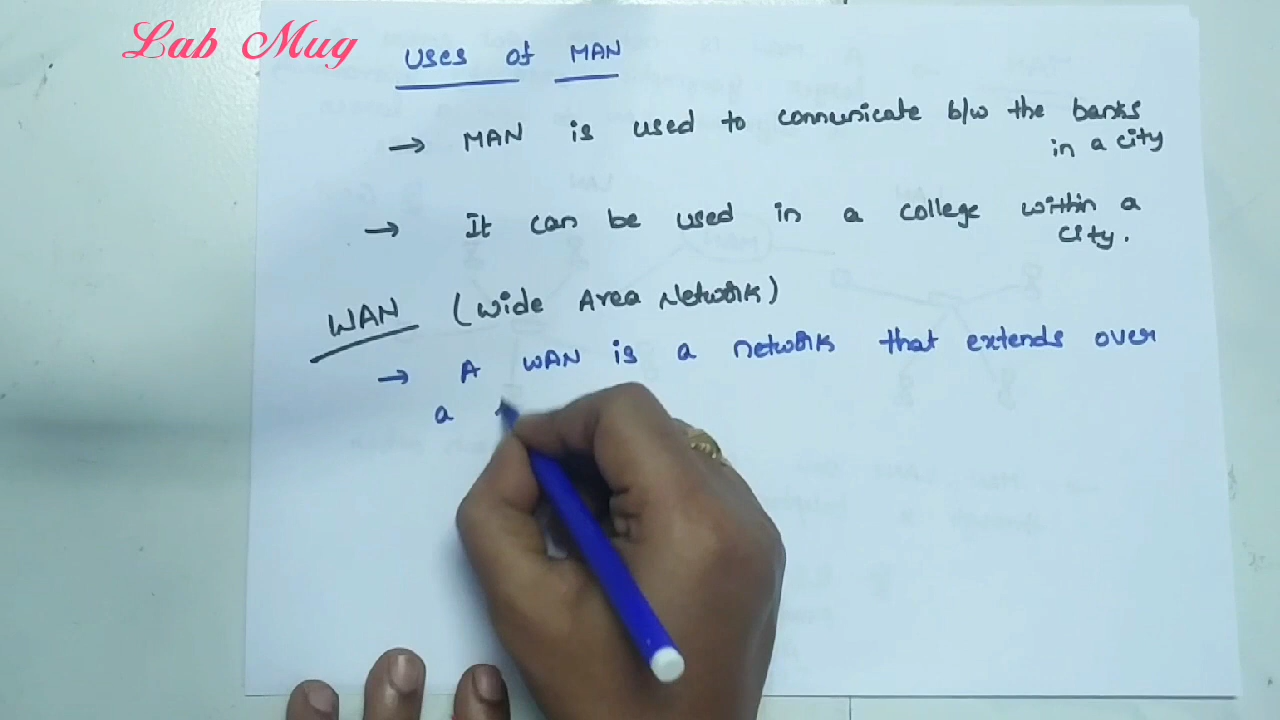 Lab Mug
Uses of MAN
→ MAN is used to connunicate b/w the banks
in a city
→ It can be used in a college within a
city.
WAN (Wide Area Network)
→ A WAN is a network that extends over
a